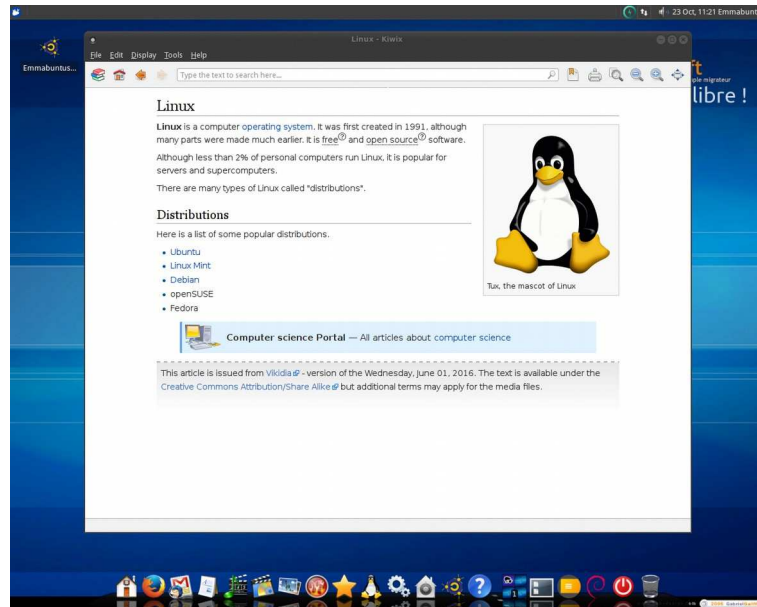 23 Oct, 11:21 Emmabunt
Linux - Kiwix
File Edit Display Tools Help
Emmabuntus...
Type the text to search here...
libre !
Linux
Linux is a computer operating system. It was first created in 1991, although
many parts were made much earlier. It is free? and open source? software.
Although less than 2% of personal computers run Linux, it is popular for
servers and supercomputers.
There are many types of Linux called "distributions".
Tux, the mascot of Linux
Distributions
Here is a list of some popular distributions.
• Ubuntu
• Linux Mint
• Debian
• openSUSE
• Fedora
Computer science Portal — All articles about computer science
This article is issued from Vikidia - version of the Wednesday, June 01, 2016. The text is available under the
Creative Commons Attribution/Share Alike but additional terms may apply for the media files.